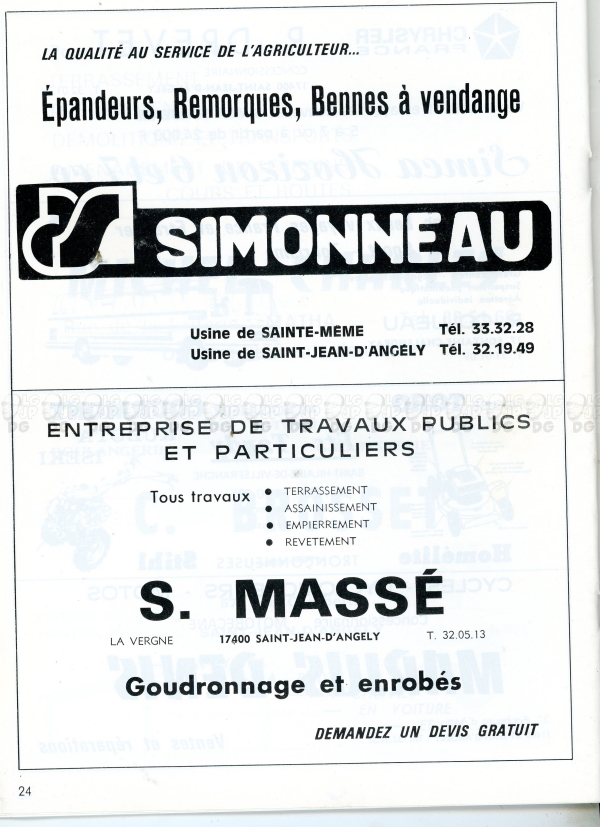 LA QUALITÉ AU SERVICE DE L'AGRICULTEUR...
Épandeurs, Remorques, Bennes à vendange
SIMONNEAU
Usine de SAINTE-MÊME Tél. 33.32.28
Usine de SAINT-JEAN-D'ANGÉLY Tél. 32.19.49
ENTREPRISE DE TRAVAUX PUBLICS
ET PARTICULIERS
Tous travaux • TERRASSEMENT
• ASSAINISSEMENT
• EMPIERREMENT
• REVETEMENT
S. MASSÉ
LA VERGNE 17400 SAINT-JEAN-D'ANGELY T. 32.05.13
Goudronnage et enrobés
DEMANDEZ UN DEVIS GRATUIT
24